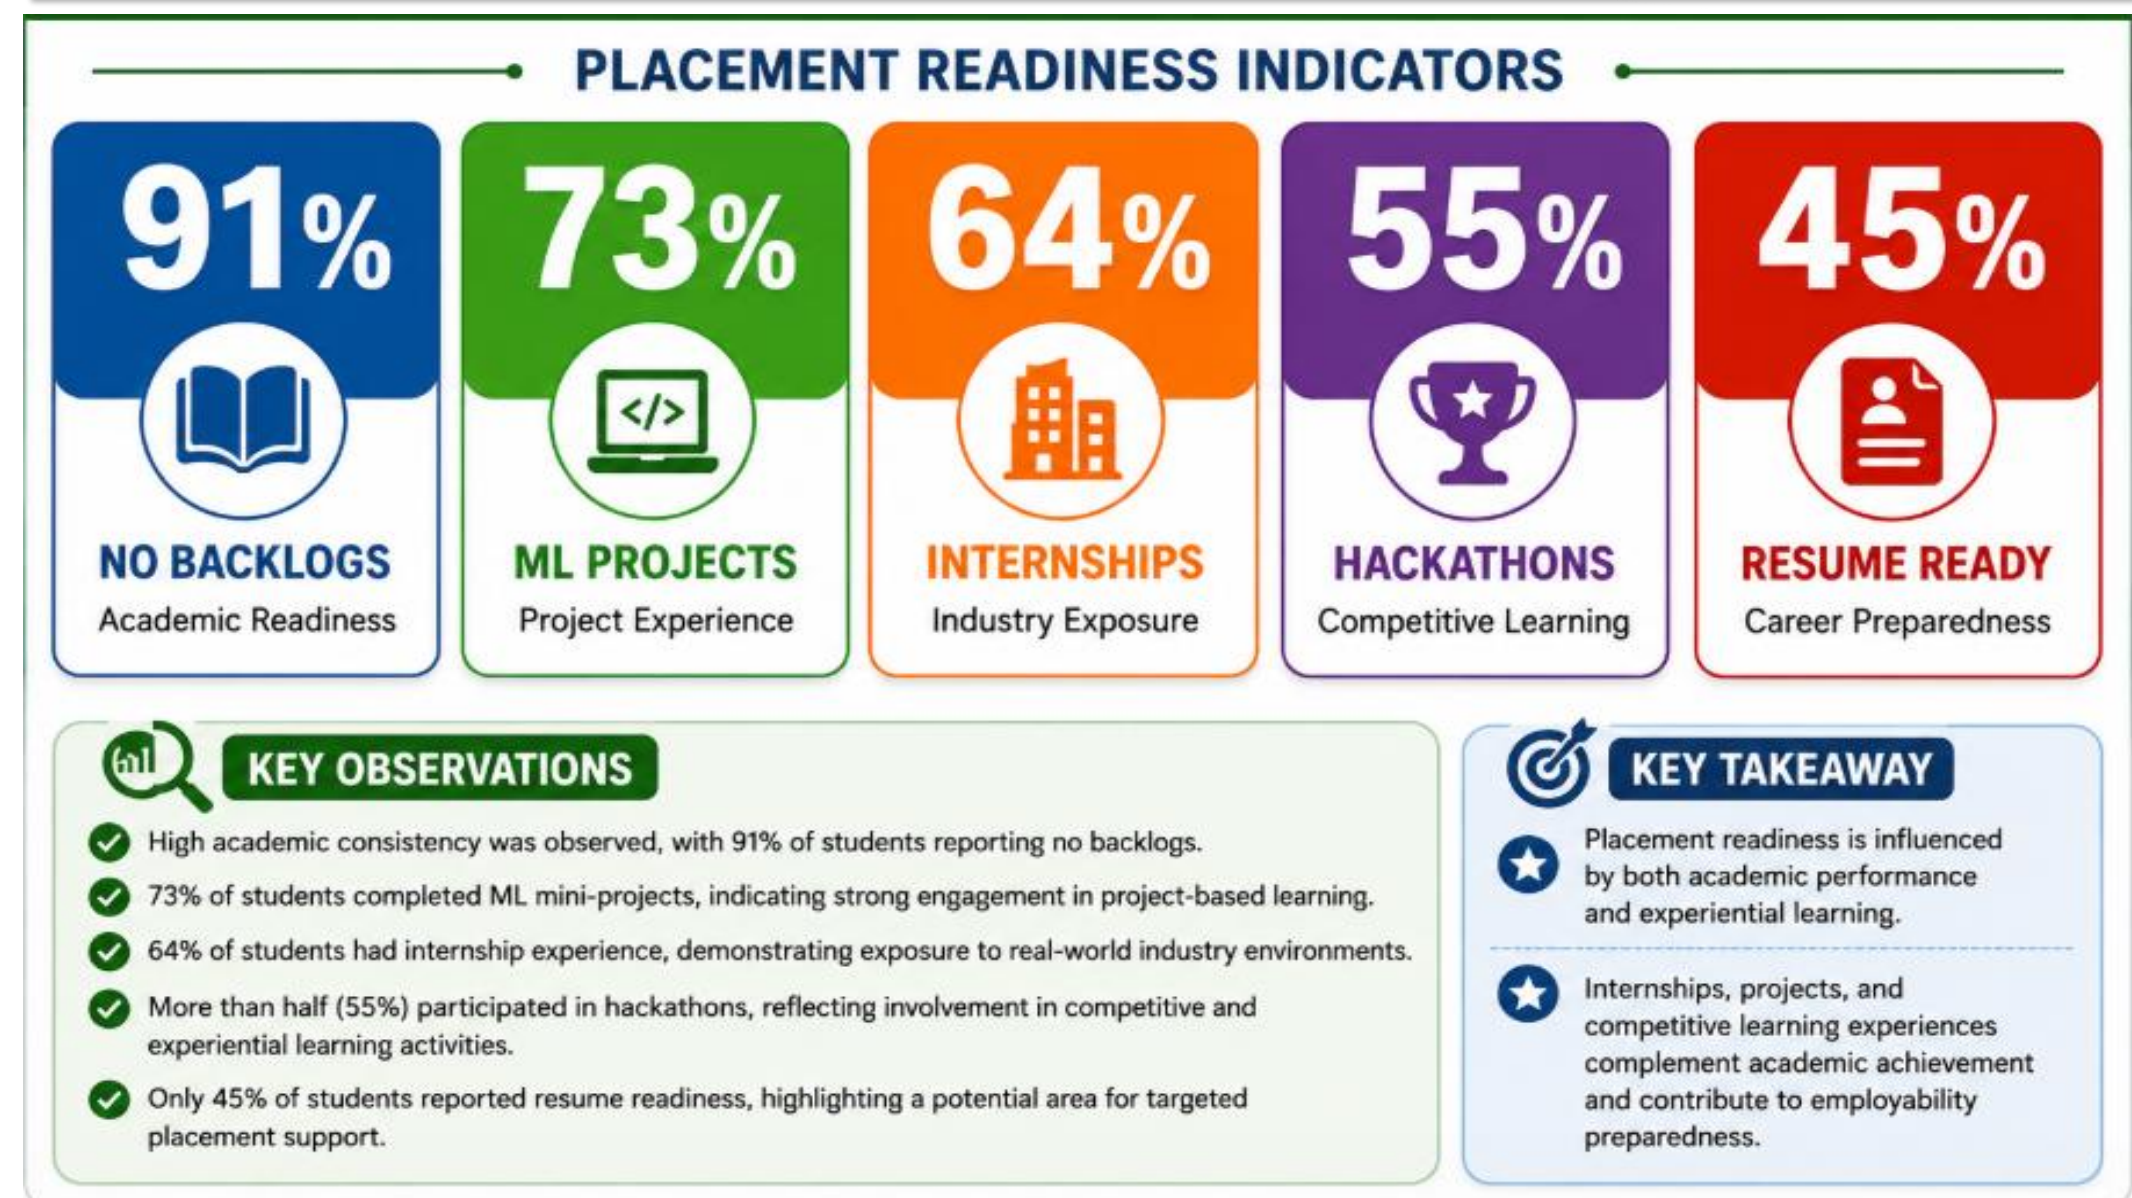 PLACEMENT READINESS INDICATORS
91%
NO BACKLOGS
Academic Readiness
73%
</>
ML PROJECTS
Project Experience
64%
INTERNSHIPS
Industry Exposure
55%
HACKATHONS
Competitive Learning
45%
RESUME READY
Career Preparedness
KEY OBSERVATIONS
High academic consistency was observed, with 91% of students reporting no backlogs.
73% of students completed ML mini-projects, indicating strong engagement in project-based learning.
64% of students had internship experience, demonstrating exposure to real-world industry environments.
More than half (55%) participated in hackathons, reflecting involvement in competitive and
experiential learning activities.
Only 45% of students reported resume readiness, highlighting a potential area for targeted
placement support.
KEY TAKEAWAY
Placement readiness is influenced
by both academic performance
and experiential learning.
Internships, projects, and
competitive learning experiences
complement academic achievement
and contribute to employability
preparedness.